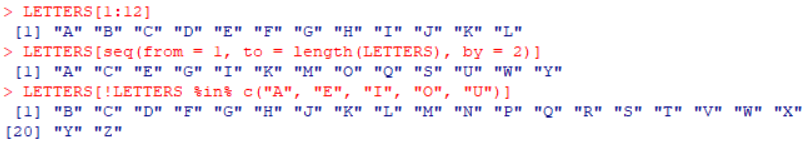 > LETTERS[1:12]
 [1] "A" "B" "C" "D" "E" "F" "G" "H" "I" "J" "K" "L"
> LETTERS[seq(from = 1, to = length(LETTERS), by = 2)]
 [1] "A" "C" "E" "G" "I" "K" "M" "O" "Q" "S" "U" "W" "Y"
> LETTERS[!LETTERS %in% c("A", "E", "I", "O", "U")]
 [1] "B" "C" "D" "F" "G" "H" "J" "K" "L" "M" "N" "P" "Q" "R" "S" "T" "V" "W" "X"
[20] "Y" "Z"